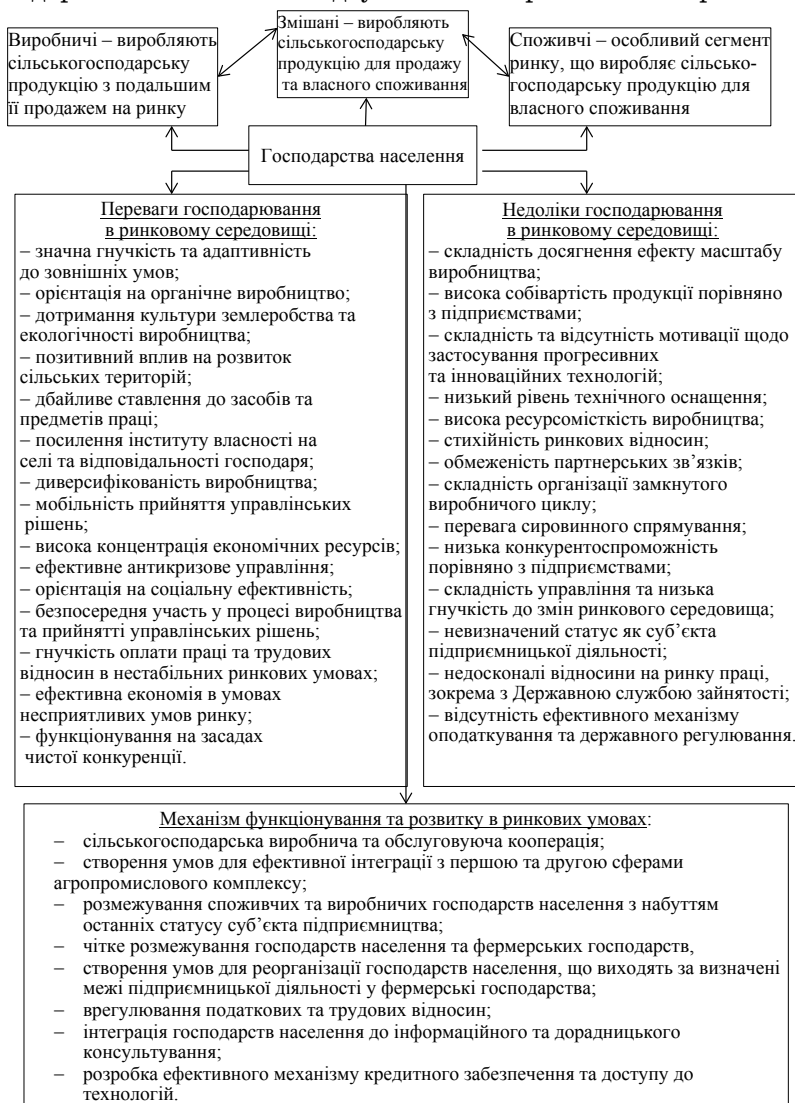 Виробничі – виробляють
сільськогосподарську
продукцію з подальшим
її продажем на ринку
Змішані – виробляють
сільськогосподарську
продукцію для продажу
та власного споживання
Споживчі – особливий сегмент
ринку, що виробляє сільсько-
господарську продукцію для
власного споживання
Господарства населення
Переваги господарювання
в ринковому середовищі:
– значна гнучкість та адаптивність
до зовнішніх умов;
– орієнтація на органічне виробництво;
– дотримання культури землеробства та
екологічності виробництва;
– позитивний вплив на розвиток
сільських територій;
– дбайливе ставлення до засобів та
предметів праці;
– посилення інституту власності на
селі та відповідальності господаря;
– диверсифікованість виробництва;
– мобільність прийняття управлінських
рішень;
– висока концентрація економічних ресурсів;
– ефективне антикризове управління;
– орієнтація на соціальну ефективність;
– безпосередня участь у процесі виробництва
та прийнятті управлінських рішень;
– гнучкість оплати праці та трудових
відносин в нестабільних ринкових умовах;
– ефективна економія в умовах
несприятливих умов ринку;
– функціонування на засадах
чистої конкуренції.
Недоліки господарювання
в ринковому середовищі:
– складність досягнення ефекту масштабу
виробництва;
– висока собівартість продукції порівняно
з підприємствами;
– складність та відсутність мотивації щодо
застосування прогресивних
та інноваційних технологій;
– низький рівень технічного оснащення;
– висока ресурсомісткість виробництва;
– стихійність ринкових відносин;
– обмеженість партнерських зв’язків;
– складність організації замкнутого
виробничого циклу;
– перевага сировинного спрямування;
– низька конкурентоспроможність
порівняно з підприємствами;
– складність управління та низька
гнучкість до змін ринкового середовища;
– невизначений статус як суб’єкта
підприємницької діяльності;
– недосконалі відносини на ринку праці,
зокрема з Державною службою зайнятості;
– відсутність ефективного механізму
оподаткування та державного регулювання.
Механізм функціонування та розвитку в ринкових умовах:
– сільськогосподарська виробнича та обслуговуюча кооперація;
– створення умов для ефективної інтеграції з першою та другою сферами
агропромислового комплексу;
– розмежування споживчих та виробничих господарств населення з набуттям
останніх статусу суб’єкта підприємництва;
– чітке розмежування господарств населення та фермерських господарств,
– створення умов для реорганізації господарств населення, що виходять за визначені
межі підприємницької діяльності у фермерські господарства;
– врегулювання податкових та трудових відносин;
– інтеграція господарств населення до інформаційного та дорадницького
консультування;
– розробка ефективного механізму кредитного забезпечення та доступу до
технологій.